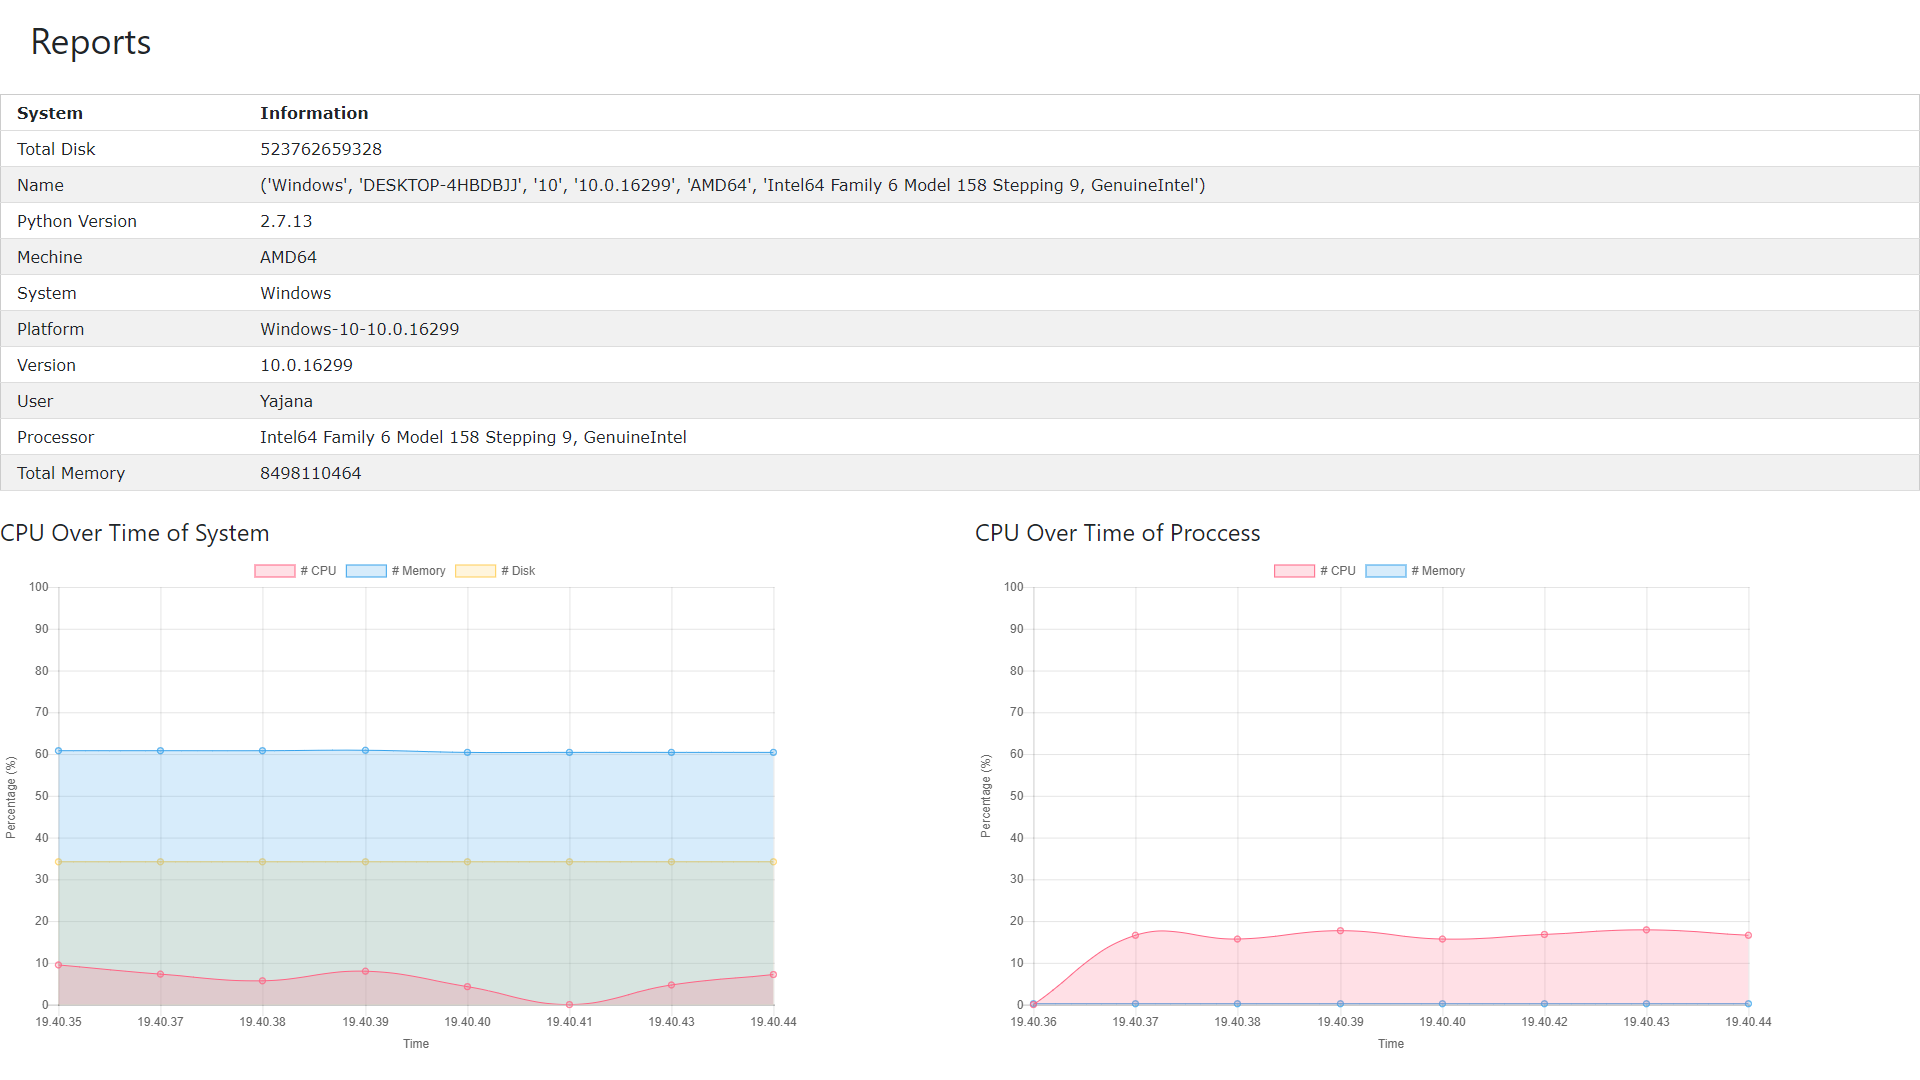 Reports
System Information
Total Disk 523762659328
Name ('Windows', 'DESKTOP-4HBDBJJ', '10', '10.0.16299', 'AMD64', 'Intel64 Family 6 Model 158 Stepping 9, GenuineIntel')
Python Version 2.7.13
Mechine AMD64
System Windows
Platform Windows-10-10.0.16299
Version 10.0.16299
User Yajana
Processor Intel64 Family 6 Model 158 Stepping 9, GenuineIntel
Total Memory 8498110464
CPU Over Time of System
# CPU # Memory # Disk
100
90
80
70
60
50
40
30
20
10
0
Percentage (%)
19.40.35 19.40.37 19.40.38 19.40.39 19.40.40 19.40.41 19.40.43 19.40.44
Time
CPU Over Time of Proccess
# CPU # Memory
100
90
80
70
60
50
40
30
20
10
0
Percentage (%)
19.40.36 19.40.37 19.40.38 19.40.39 19.40.40 19.40.42 19.40.43 19.40.44
Time